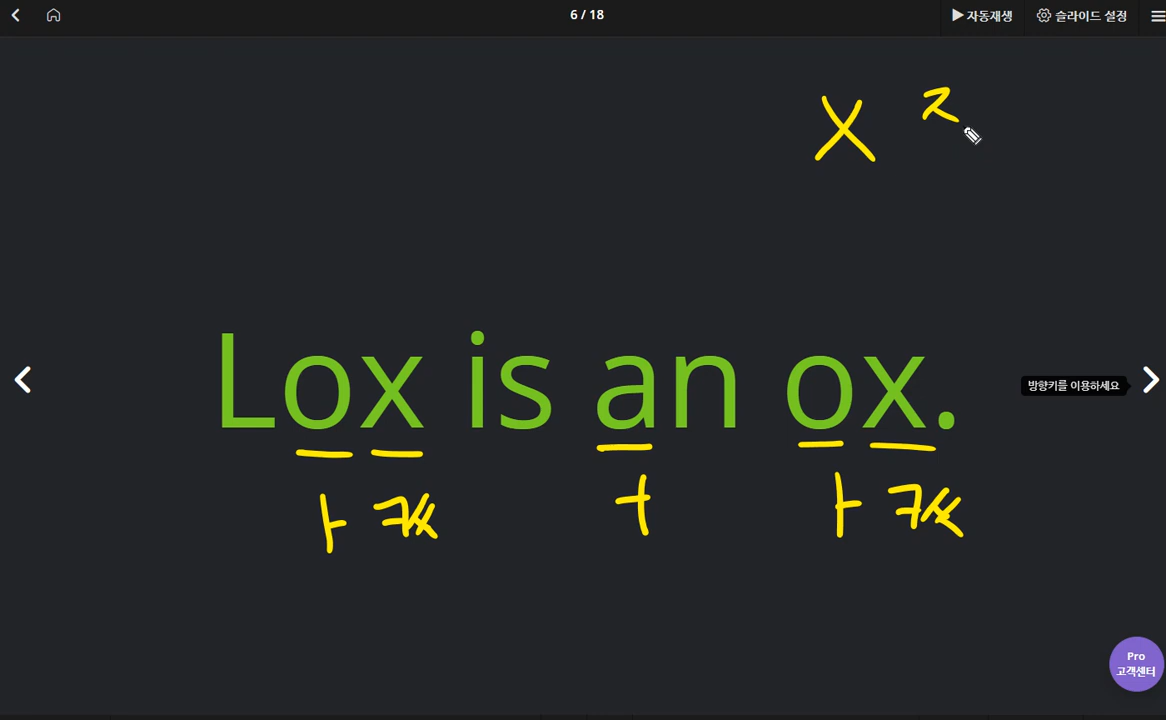 6 / 18
▶자동재생
슬라이드 설정
X ㅈ
Lox is an ox.
방향키를 이용하세요
ㅏ ㅋㅆ ㅓ ㅏ ㅋㅆ
Pro
고객센터